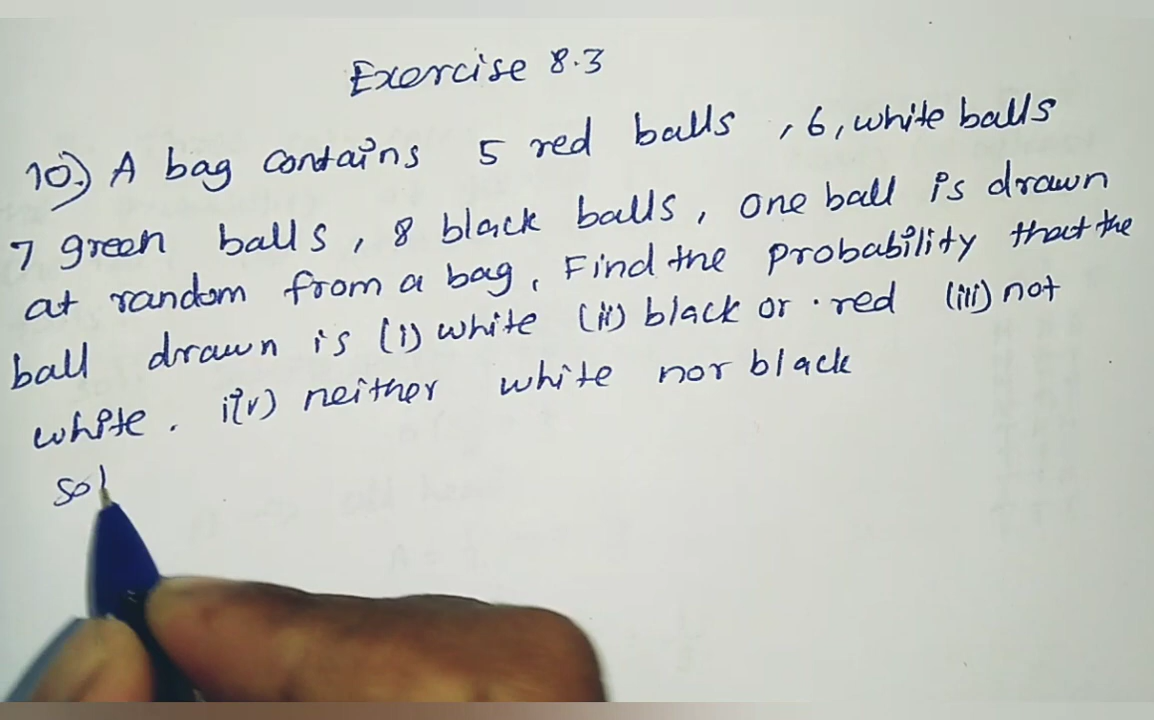 Exercise 8.3
10.) A bag contains 5 red balls , 6, white balls
7 green balls , 8 black balls , one ball is drawn
at random from a bag . Find the probability that the
ball drawn is (i) white (ii) black or . red (iii) not
white . i(v) neither white nor black
sol